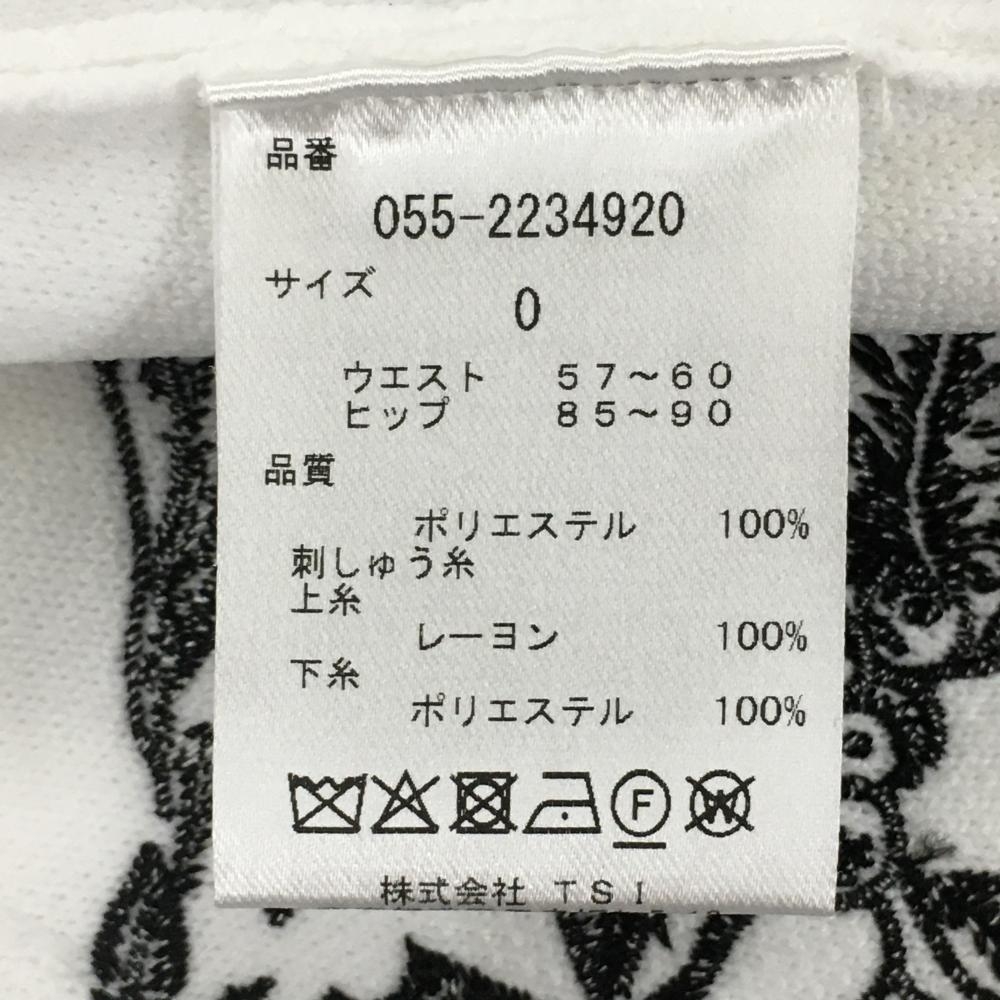 品番
055-2234920
サイズ
0
ウエスト 57~60
ヒップ 85~90
品質
ポリエステル 100%
刺しゅう糸
上糸
レーヨン 100%
下糸
ポリエステル 100%
F W
株式会社 TSI